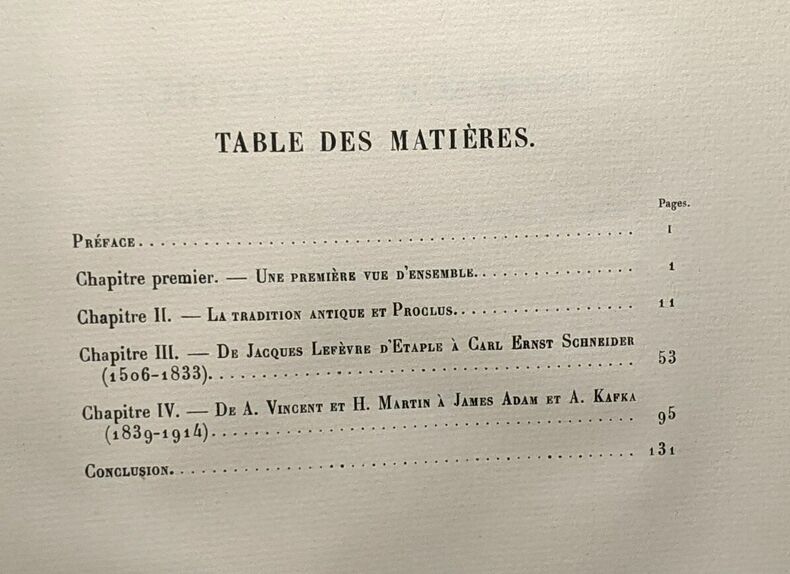 TABLE DES MATIÈRES.
Pages.
PRÉFACE. I
Chapitre premier. — UNE PREMIÈRE VUE D'ENSEMBLE. 1
Chapitre II. — LA TRADITION ANTIQUE ET PROCLUS. 11
Chapitre III. — DE JACQUES LEFÈVRE D'ETAPLE À CARL ERNST SCHNEIDER
(1506-1833). 53
Chapitre IV. — DE A. VINCENT ET H. MARTIN À JAMES ADAM ET A. KAFKA
(1839-1914). 95
CONCLUSION. 131